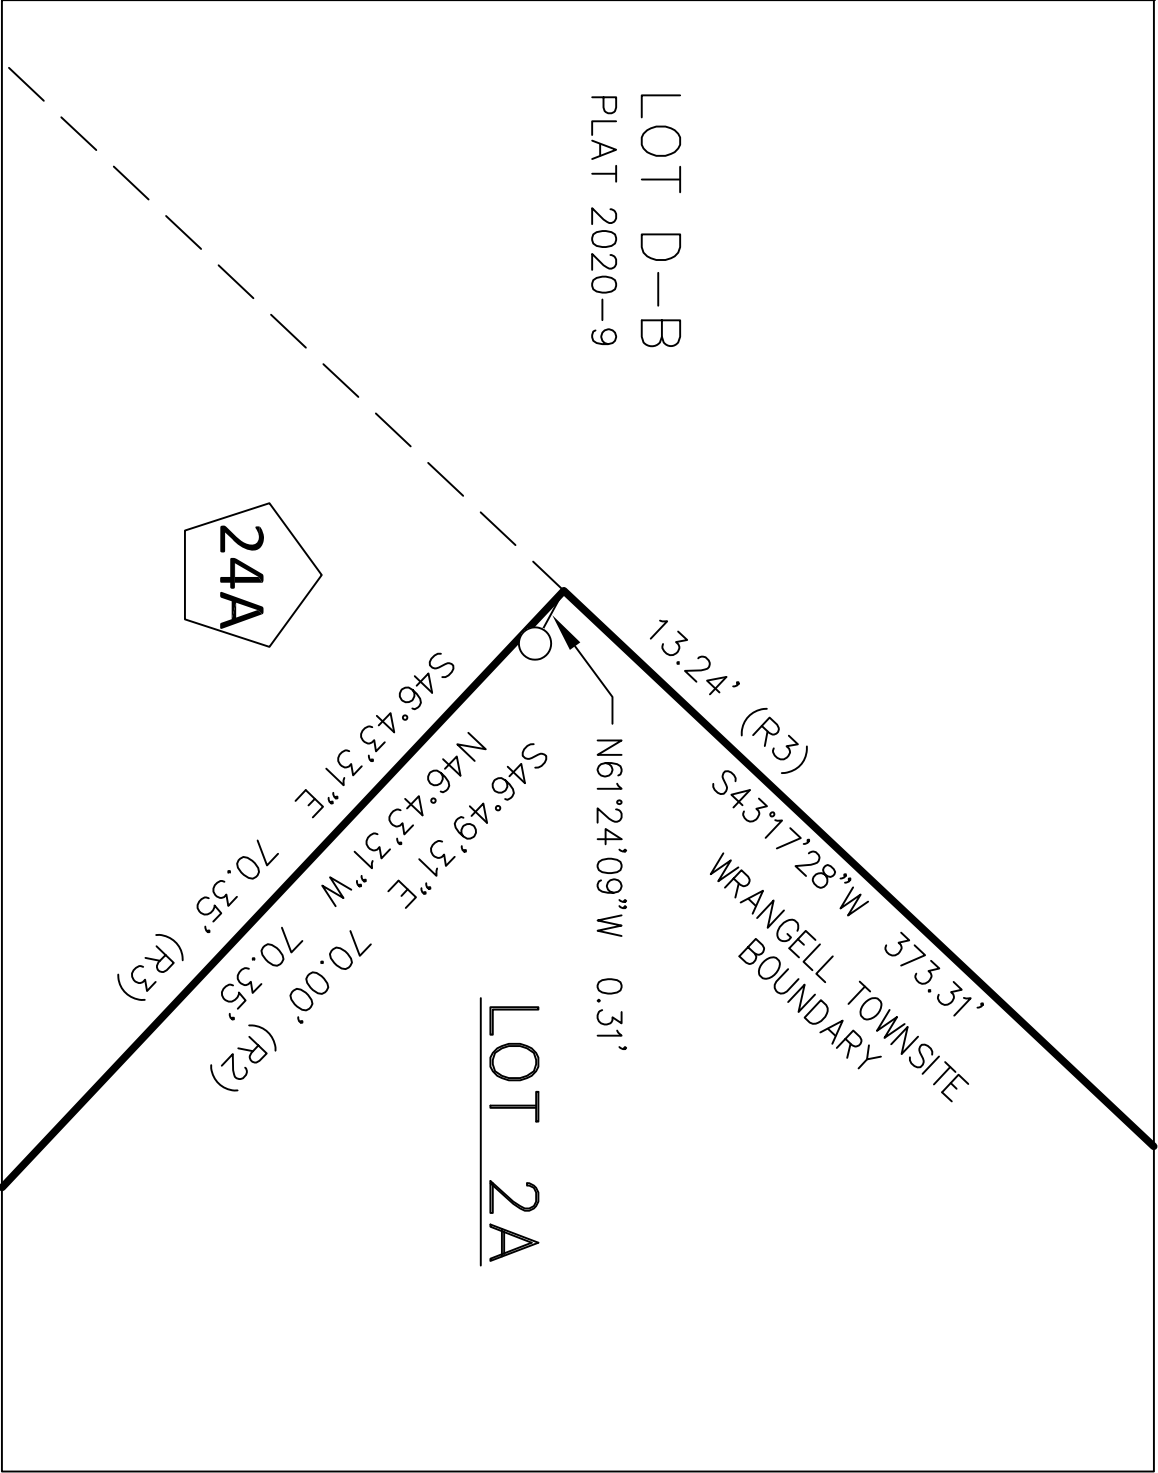 LOT D-B
PLAT 2020-9
13.24' (R3)
S43°17'28"W 373.31'
WRANGELL TOWNSITE
BOUNDARY
N61°24'09"W 0.31'
LOT 2A
S46°49'31"E 70.00' (R2)
N46°43'31"W 70.35'
S46°43'31"E 70.35' (R3)
24A